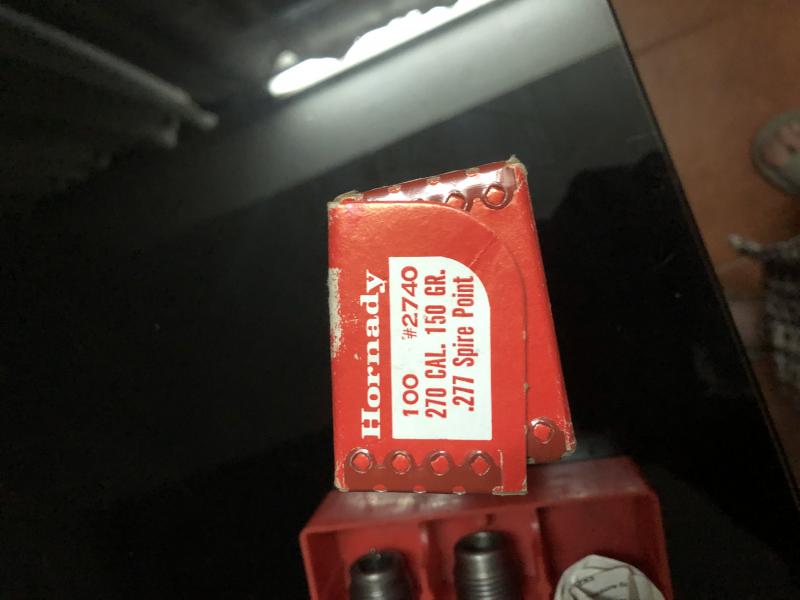 Hornady
100 #2740
270 CAL. 150 GR.
.277 Spire Point